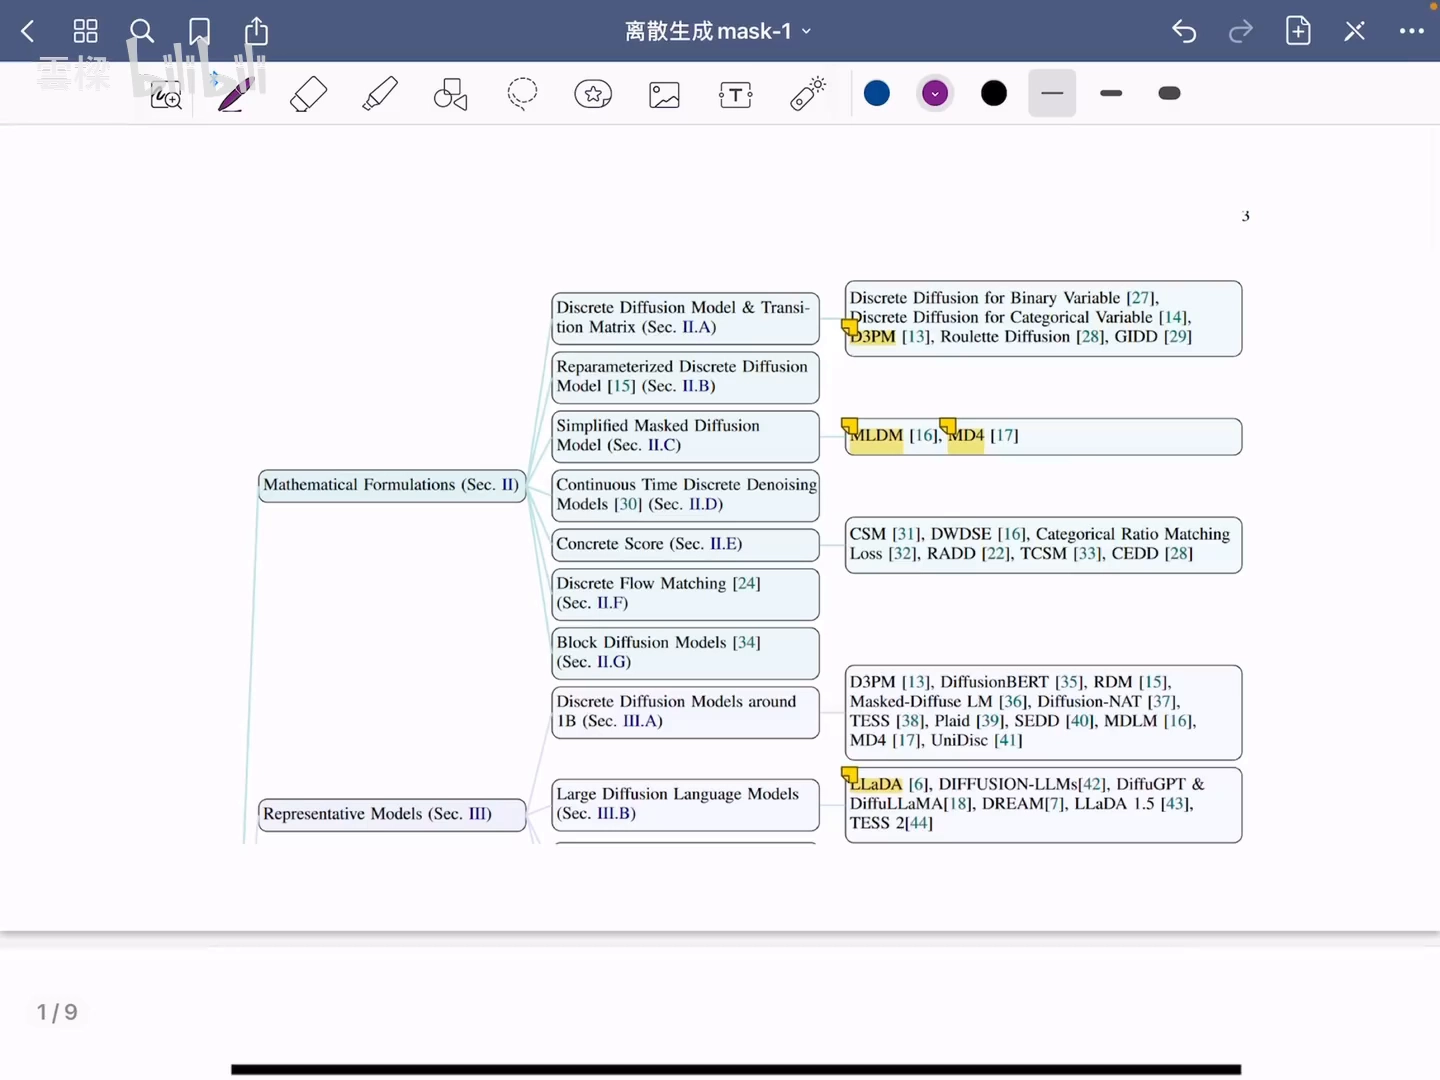 离散生成mask-1
雲樑 bilibili
3
Discrete Diffusion Model & Transi-
tion Matrix (Sec. II.A)
Discrete Diffusion for Binary Variable [27],
Discrete Diffusion for Categorical Variable [14],
D3PM [13], Roulette Diffusion [28], GIDD [29]
Reparameterized Discrete Diffusion
Model [15] (Sec. II.B)
Simplified Masked Diffusion
Model (Sec. II.C)
MLDM [16], MD4 [17]
Mathematical Formulations (Sec. II)
Continuous Time Discrete Denoising
Models [30] (Sec. II.D)
Concrete Score (Sec. II.E)
CSM [31], DWDSE [16], Categorical Ratio Matching
Loss [32], RADD [22], TCSM [33], CEDD [28]
Discrete Flow Matching [24]
(Sec. II.F)
Block Diffusion Models [34]
(Sec. II.G)
Discrete Diffusion Models around
1B (Sec. III.A)
D3PM [13], DiffusionBERT [35], RDM [15],
Masked-Diffuse LM [36], Diffusion-NAT [37],
TESS [38], Plaid [39], SEDD [40], MDLM [16],
MD4 [17], UniDisc [41]
Representative Models (Sec. III)
Large Diffusion Language Models
(Sec. III.B)
LLaDA [6], DIFFUSION-LLMs[42], DiffuGPT &
DiffuLLaMA[18], DREAM[7], LLaDA 1.5 [43],
TESS 2[44]
1 / 9